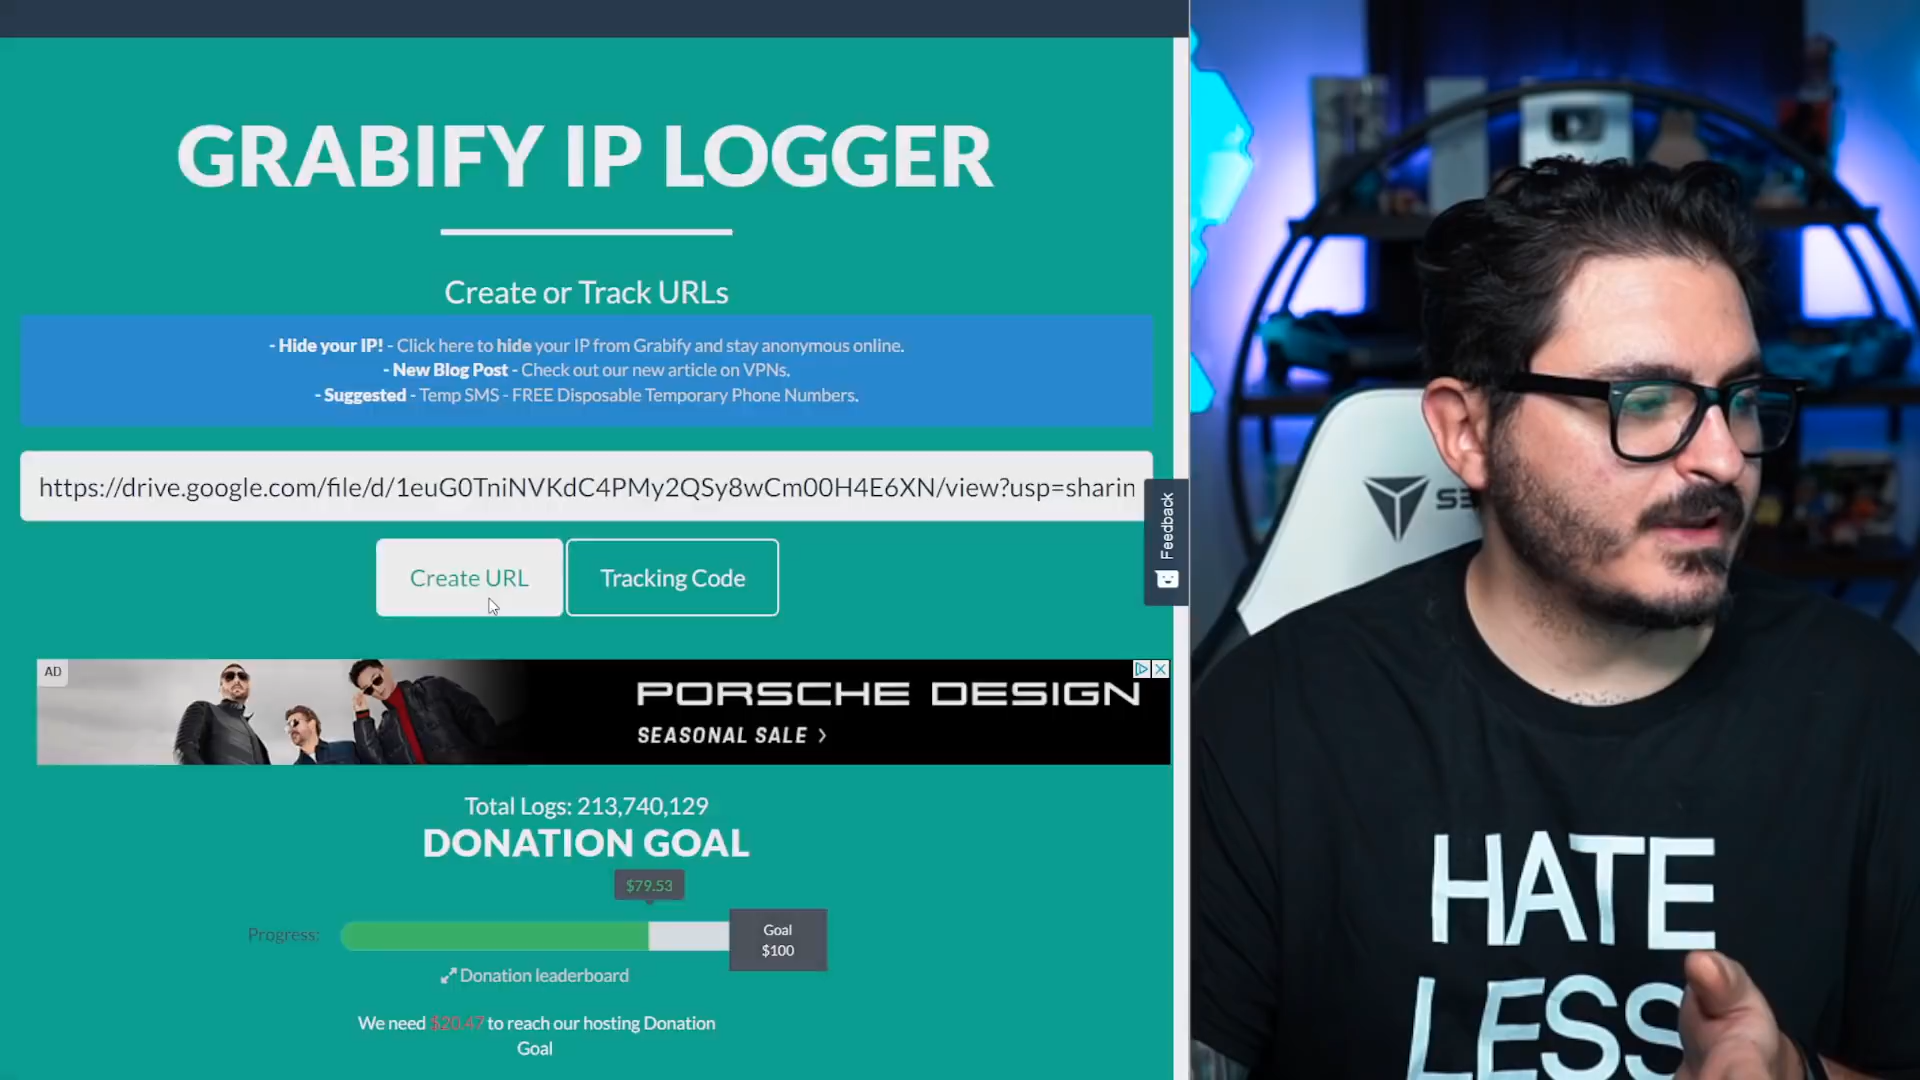 GRABIFY IP LOGGER
Create or Track URLs
- Hide your IP! - Click here to hide your IP from Grabify and stay anonymous online.
- New Blog Post - Check out our new article on VPNs.
- Suggested - Temp SMS - FREE Disposable Temporary Phone Numbers.
https://drive.google.com/file/d/1euG0TniNVKdC4PMy2QSy8wCm00H4E6XN/view?usp=sharin
Feedback
Create URL
Tracking Code
AD
PORSCHE DESIGN
SEASONAL SALE >
Total Logs: 213,740,129
DONATION GOAL
$79.53
Progress:
Goal
$100
Donation leaderboard
We need $20.47 to reach our hosting Donation
Goal
HATE
LESS